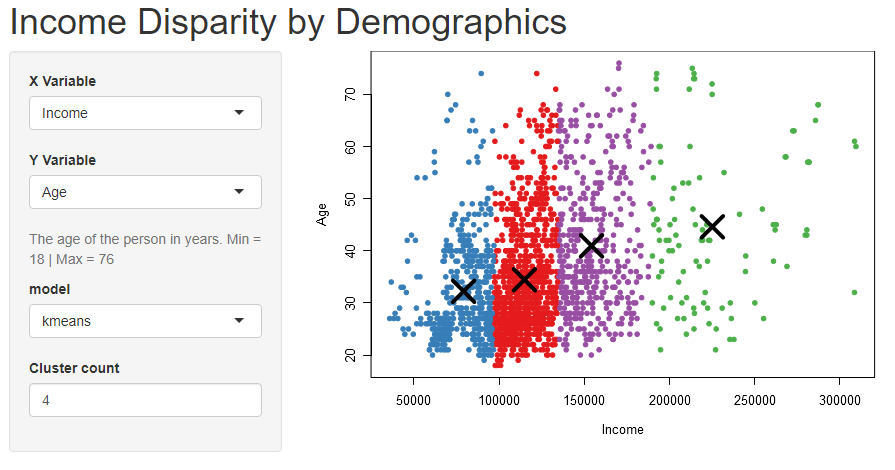 Income Disparity by Demographics
X Variable
Income
Y Variable
Age
The age of the person in years. Min =
18 | Max = 76
model
kmeans
Cluster count
4
Age
70
60
50
40
30
20
50000 100000 150000 200000 250000 300000
Income